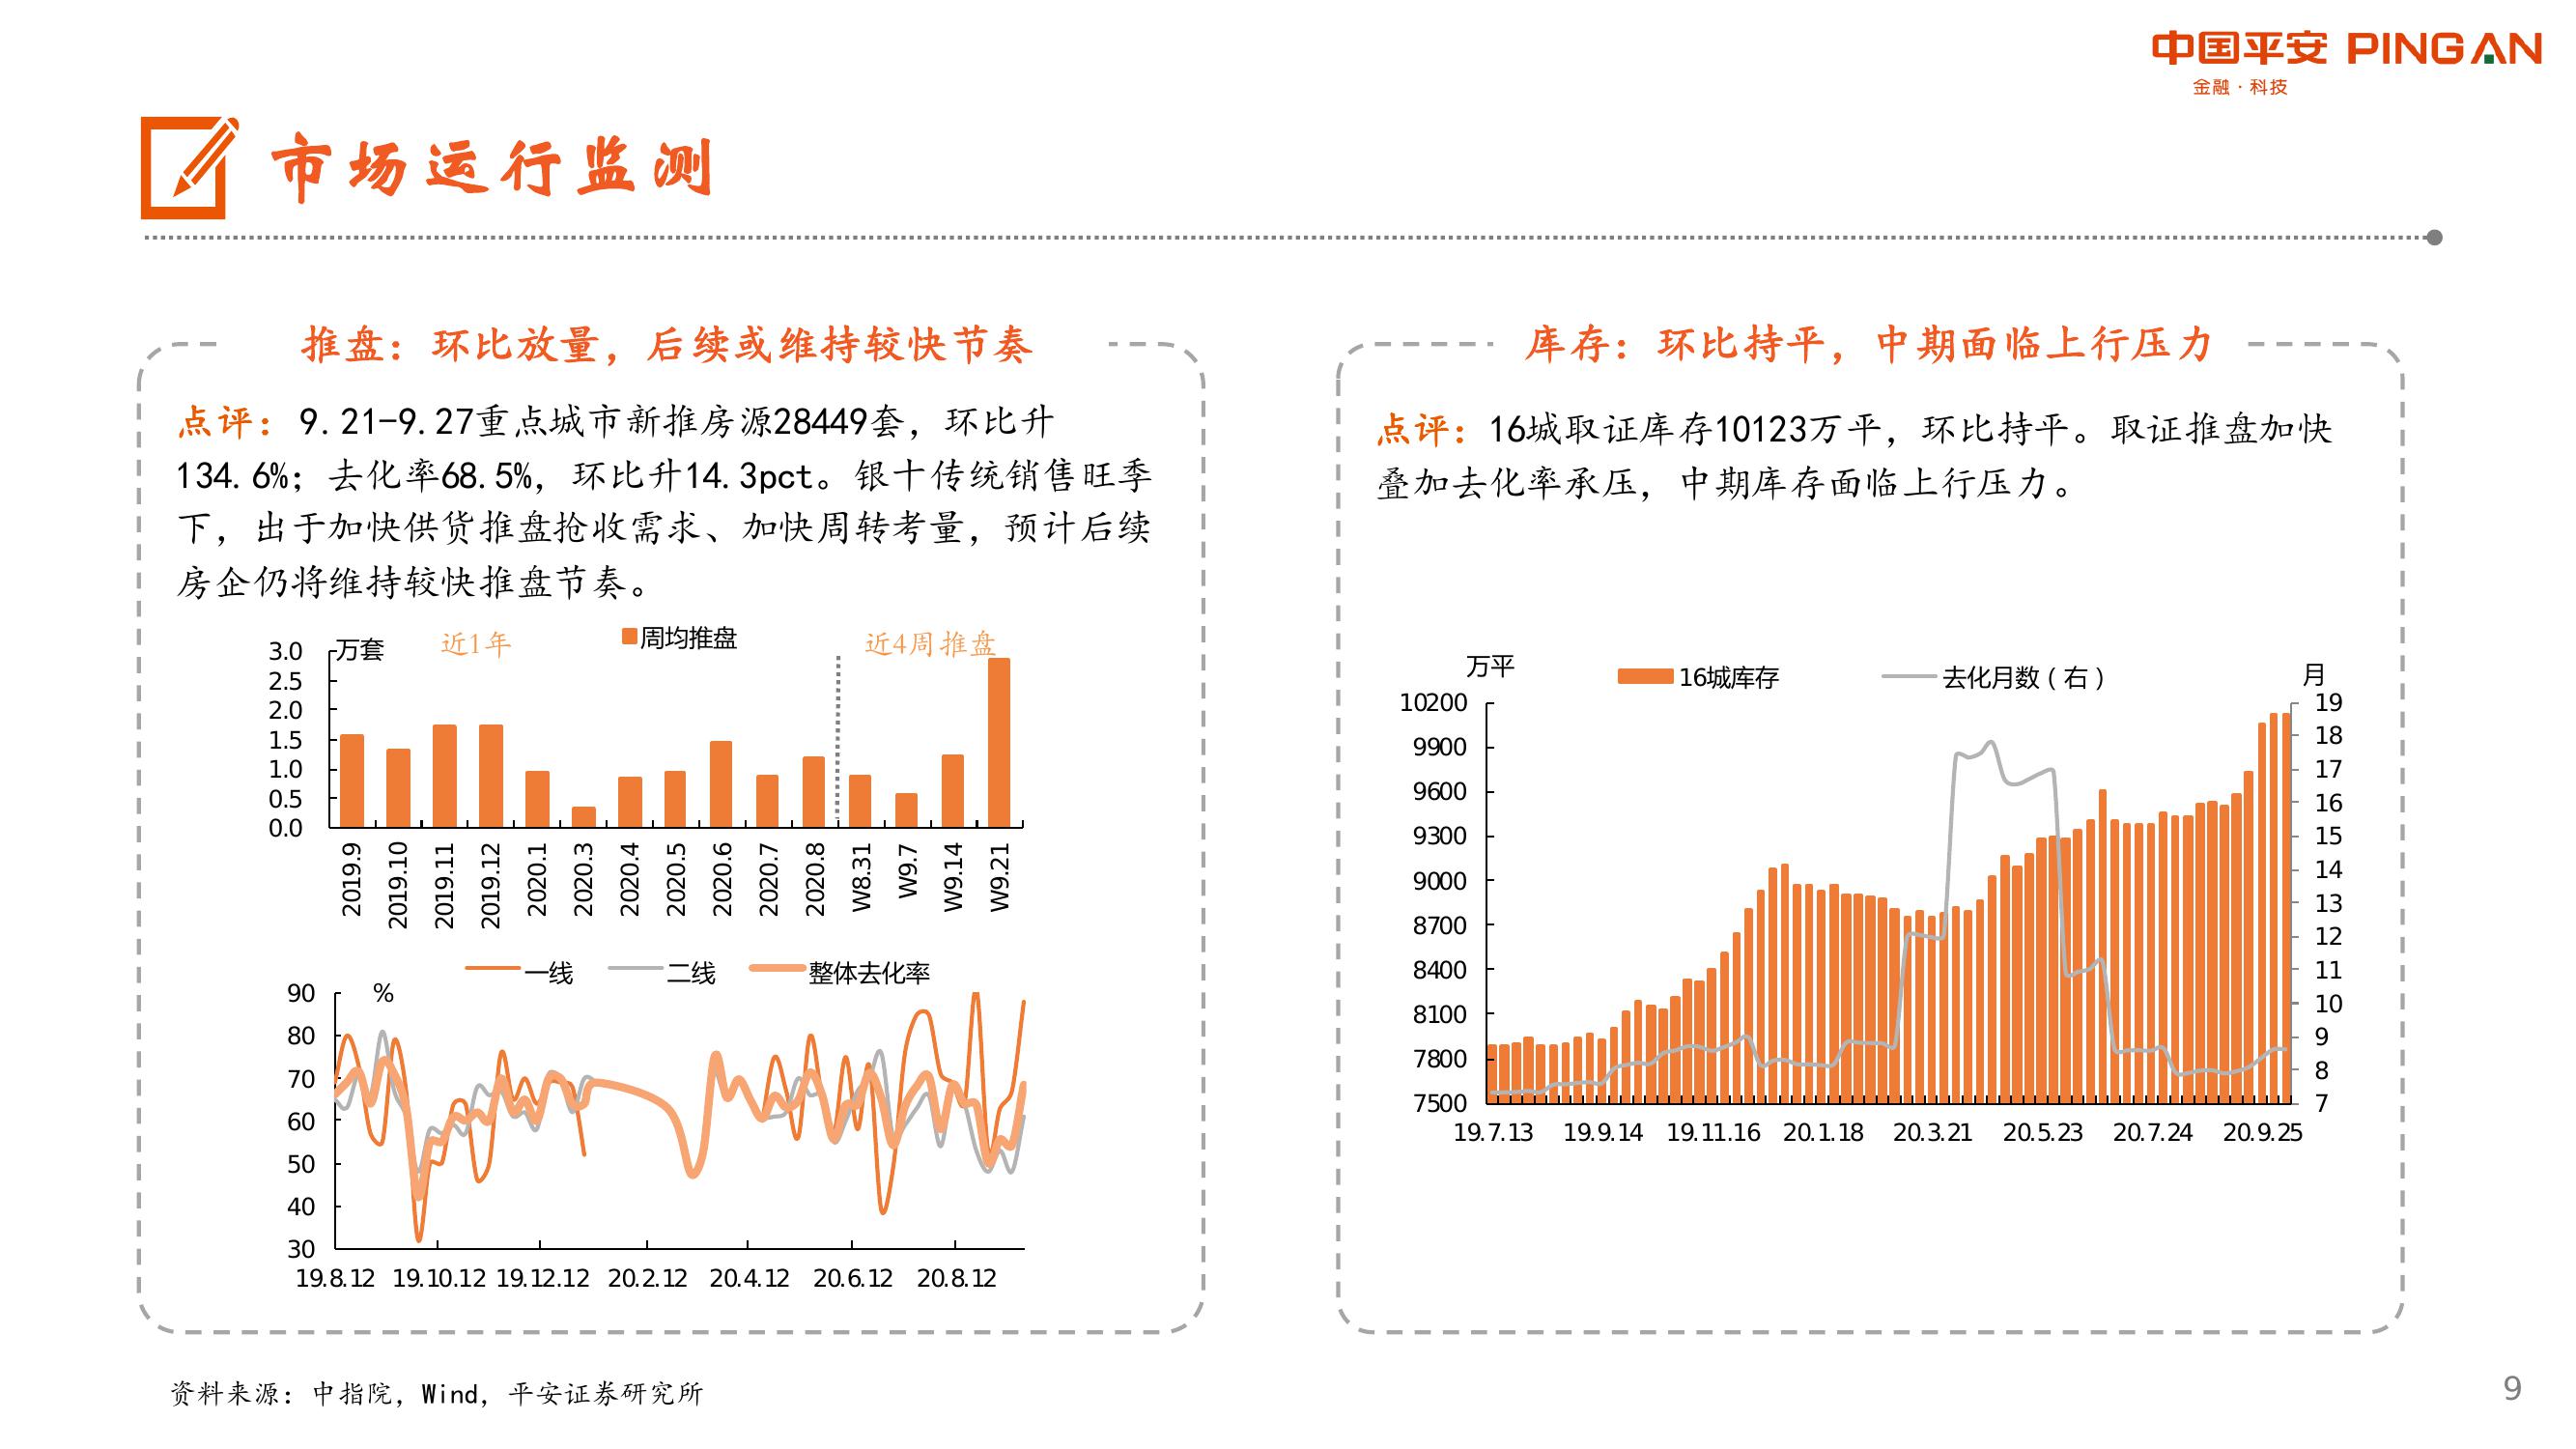 中国平安 PINGAN
金融·科技
市场运行监测
推盘：环比放量，后续或维持较快节奏
点评：9.21-9.27重点城市新推房源28449套，环比升
134.6%；去化率68.5%，环比升14.3pct。银十传统销售旺季
下，出于加快供货推盘抢收需求、加快周转考量，预计后续
房企仍将维持较快推盘节奏。
万套
近1年
周均推盘
近4周推盘
3.0
2.5
2.0
1.5
1.0
0.5
0.0
2019.9 2019.10 2019.11 2019.12 2020.1 2020.3 2020.4 2020.5 2020.6 2020.7 2020.8 W8.31 W9.7 W9.14 W9.21
一线 二线 整体去化率
%
90
80
70
60
50
40
30
19.8.12 19.10.12 19.12.12 20.2.12 20.4.12 20.6.12 20.8.12
库存：环比持平，中期面临上行压力
点评：16城取证库存10123万平，环比持平。取证推盘加快
叠加去化率承压，中期库存面临上行压力。
万平
16城库存 去化月数（右）
月
10200
9900
9600
9300
9000
8700
8400
8100
7800
7500
19
18
17
16
15
14
13
12
11
10
9
8
7
19.7.13 19.9.14 19.11.16 20.1.18 20.3.21 20.5.23 20.7.24 20.9.25
资料来源：中指院，Wind，平安证券研究所
9